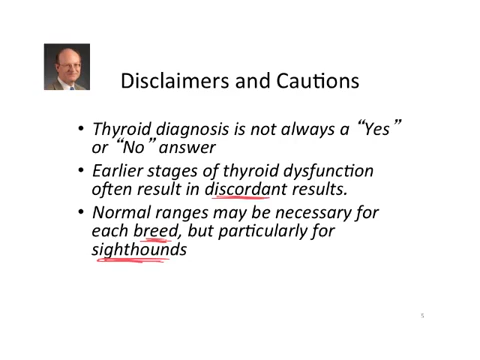 Disclaimers and Cautions
• Thyroid diagnosis is not always a “Yes”
or “No” answer
• Earlier stages of thyroid dysfunction
often result in discordant results.
• Normal ranges may be necessary for
each breed, but particularly for
sighthounds
5